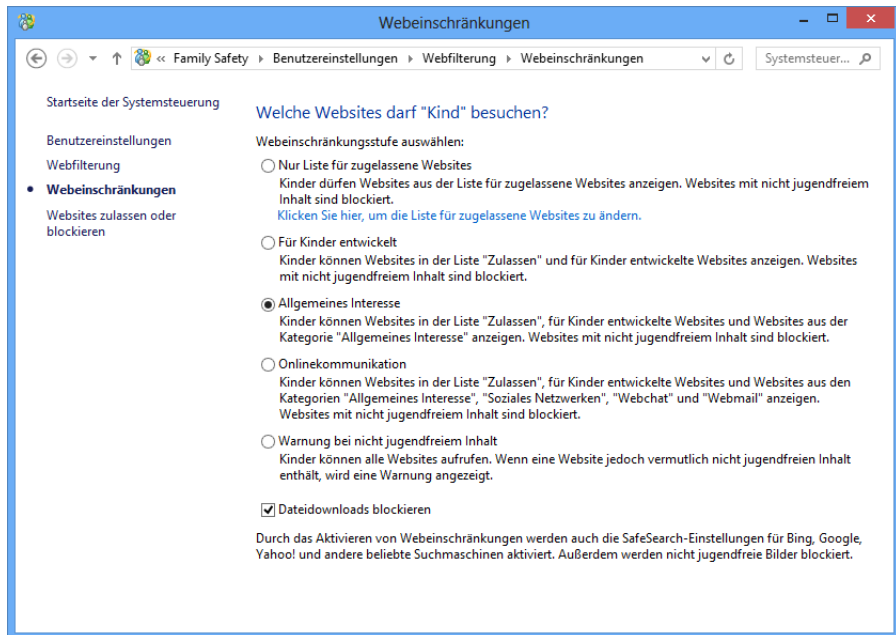 Webeinschränkungen
« Family Safety ▸ Benutzereinstellungen ▸ Webfilterung ▸ Webeinschränkungen
Systemsteuer...
Startseite der Systemsteuerung
Benutzereinstellungen
Webfilterung
• Webeinschränkungen
Websites zulassen oder
blockieren
Welche Websites darf "Kind" besuchen?
Webeinschränkungsstufe auswählen:
Nur Liste für zugelassene Websites
Kinder dürfen Websites aus der Liste für zugelassene Websites anzeigen. Websites mit nicht jugendfreiem
Inhalt sind blockiert.
Klicken Sie hier, um die Liste für zugelassene Websites zu ändern.
Für Kinder entwickelt
Kinder können Websites in der Liste "Zulassen" und für Kinder entwickelte Websites anzeigen. Websites
mit nicht jugendfreiem Inhalt sind blockiert.
Allgemeines Interesse
Kinder können Websites in der Liste "Zulassen", für Kinder entwickelte Websites und Websites aus der
Kategorie "Allgemeines Interesse" anzeigen. Websites mit nicht jugendfreiem Inhalt sind blockiert.
Onlinekommunikation
Kinder können Websites in der Liste "Zulassen", für Kinder entwickelte Websites und Websites aus den
Kategorien "Allgemeines Interesse", "Soziales Netzwerken", "Webchat" und "Webmail" anzeigen.
Websites mit nicht jugendfreiem Inhalt sind blockiert.
Warnung bei nicht jugendfreiem Inhalt
Kinder können alle Websites aufrufen. Wenn eine Website jedoch vermutlich nicht jugendfreien Inhalt
enthält, wird eine Warnung angezeigt.
Dateidownloads blockieren
Durch das Aktivieren von Webeinschränkungen werden auch die SafeSearch-Einstellungen für Bing, Google,
Yahoo! und andere beliebte Suchmaschinen aktiviert. Außerdem werden nicht jugendfreie Bilder blockiert.